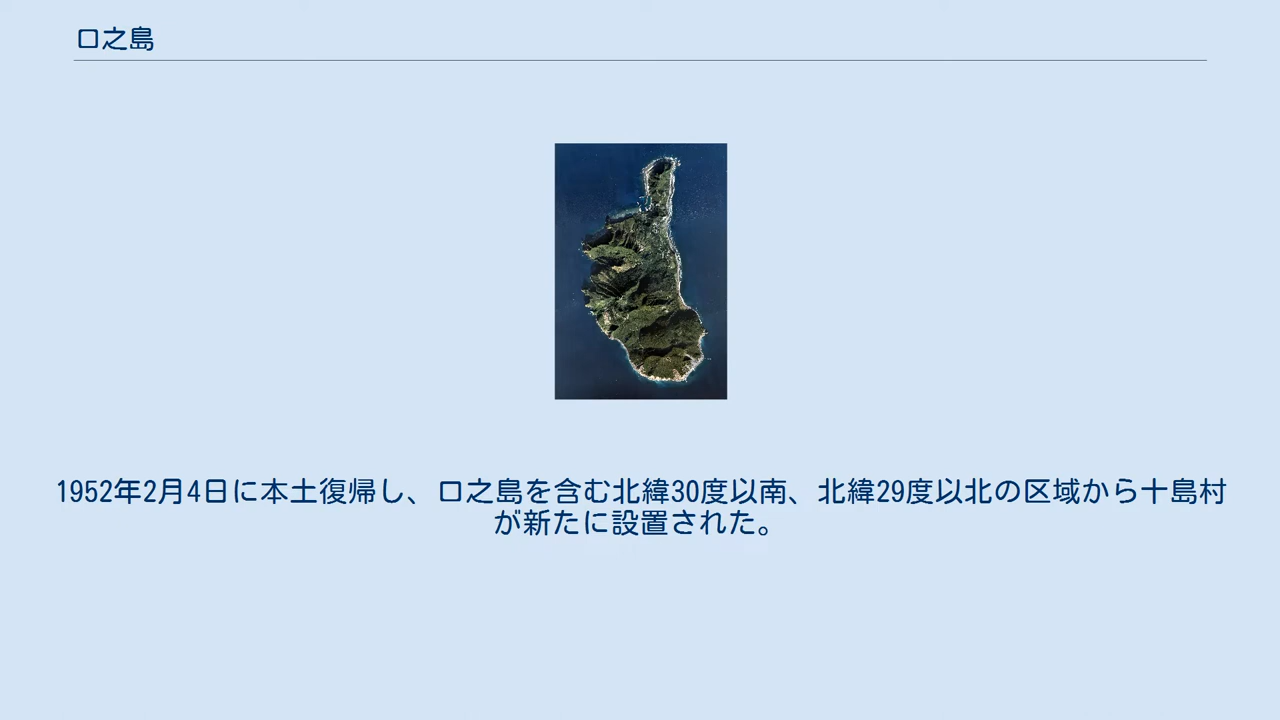 口之島
1952年2月4日に本土復帰し、口之島を含む北緯30度以南、北緯29度以北の区域から十島村
が新たに設置された。